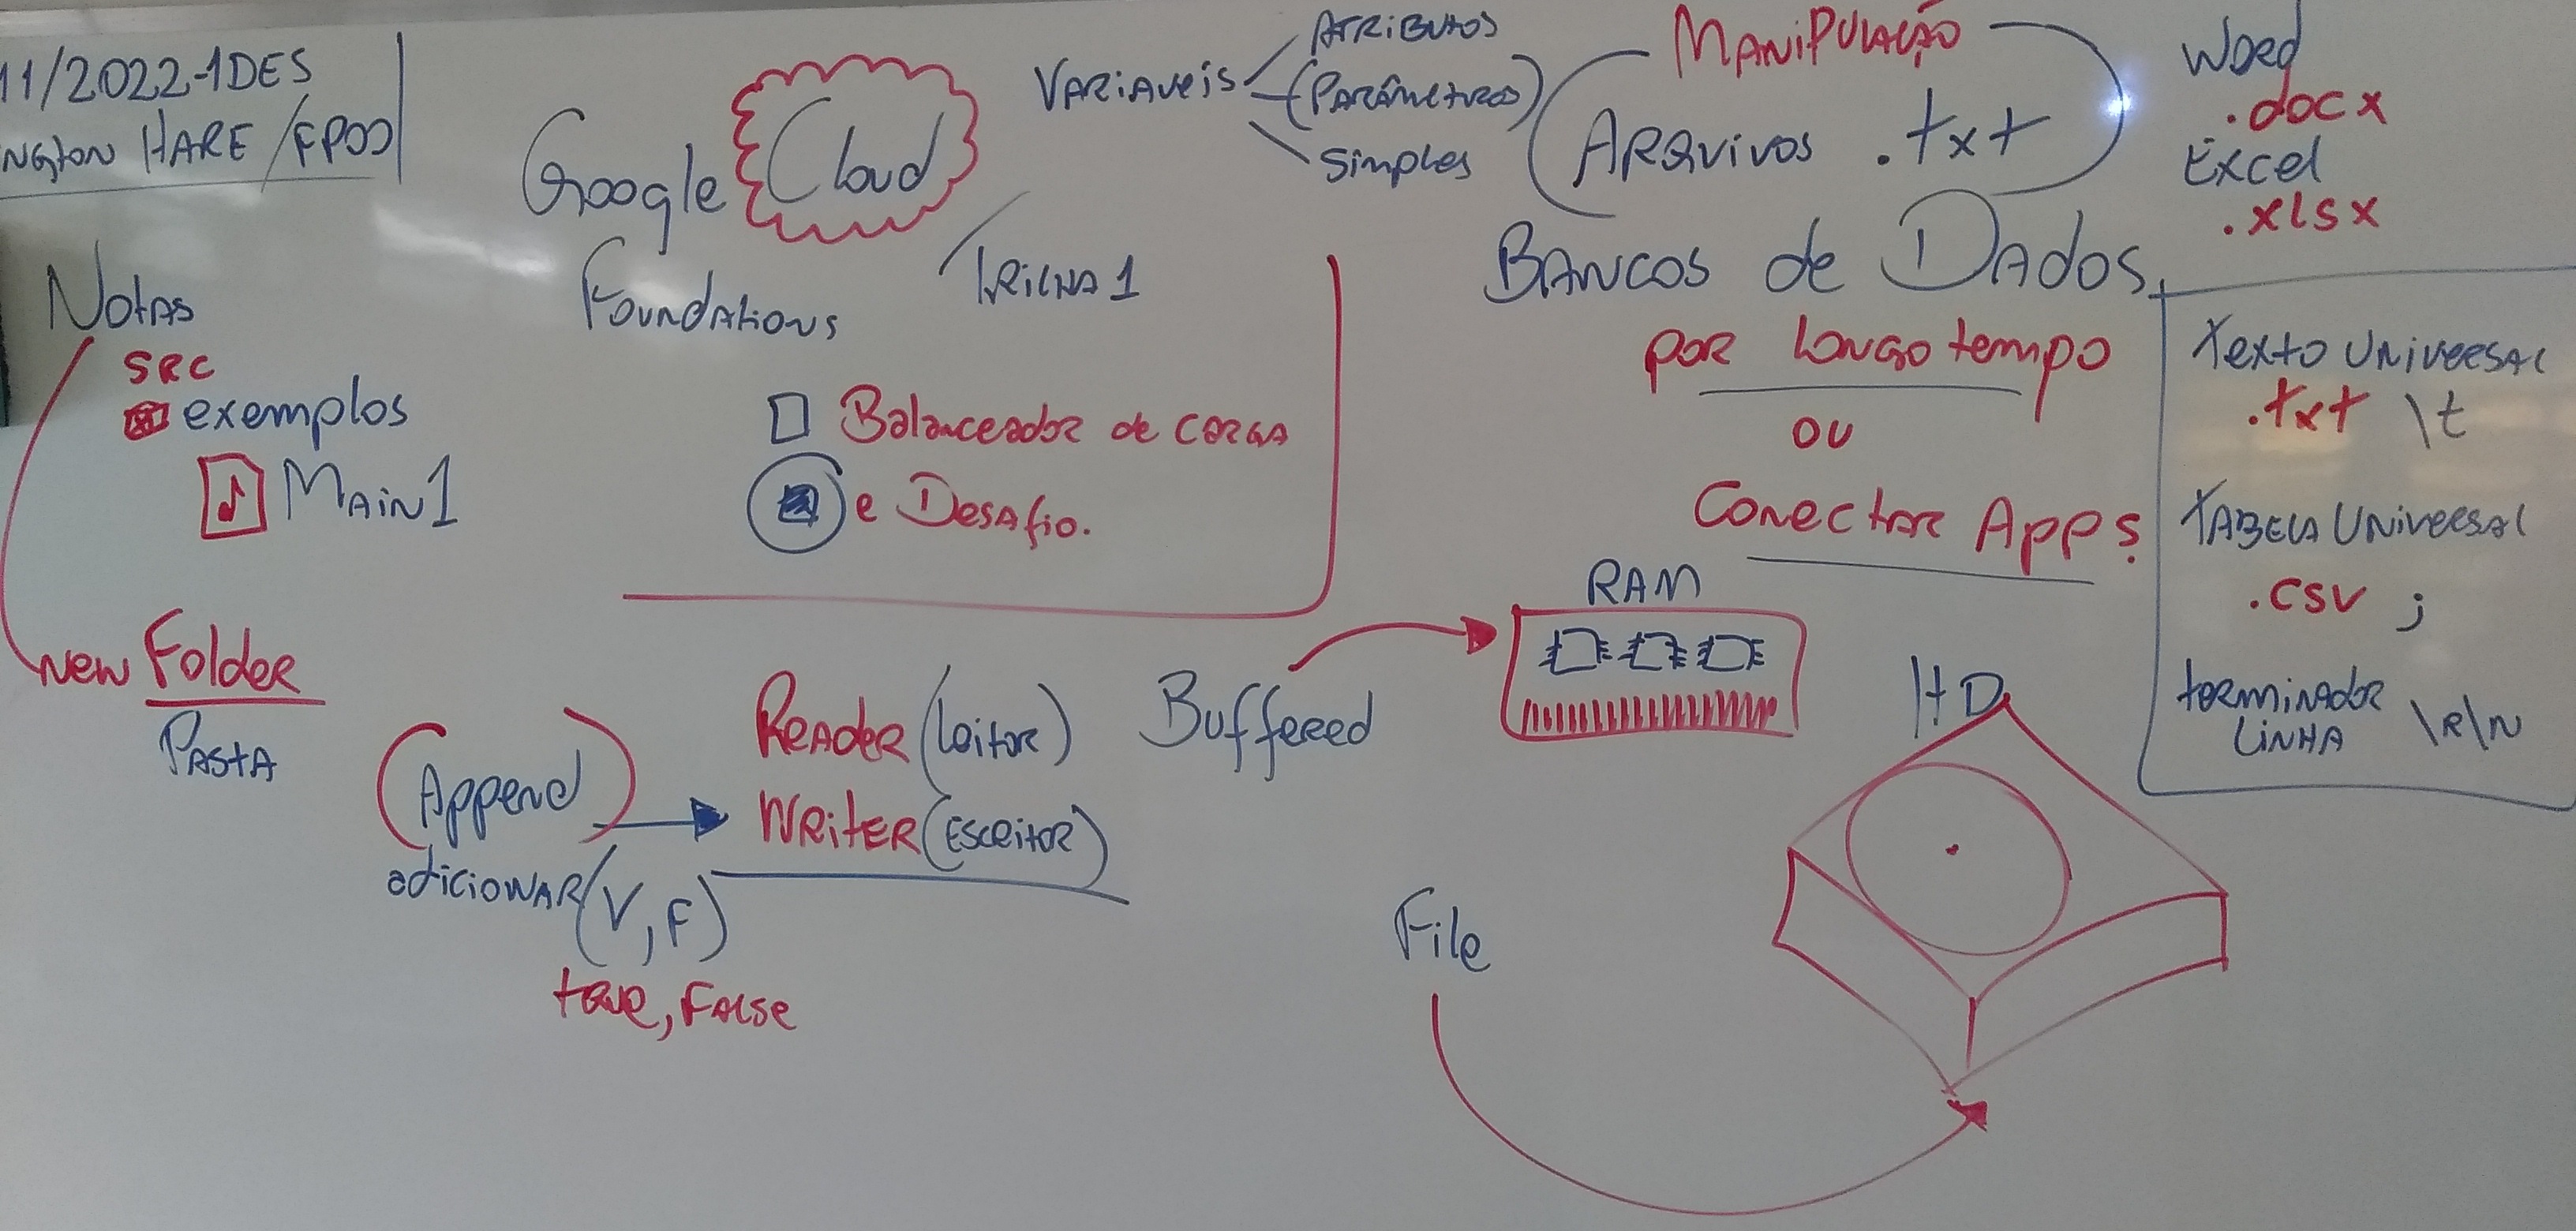 11/2022-1DES
NGTON HARE /FPOO
Google Cloud
Foundations
TRILHA 1
VARIAVEIS
ATRIBUTOS
(PARÂMETROS)
Simples
MANIPULAÇÃO
ARQUIVOS .txt
BANCOS de DADOS
por longo tempo
ou
Conectar Apps
Word
.docx
Excel
.xlsx
Texto UNIVERSAL
.txt \t
TABELA UNIVERSAL
.CSV ;
terminador
LINHA \R\N
Notas
SRC
exemplos
MAIN1
Balanceador de CARGA
e Desafio.
New Folder
PASTA
(Append)
adicionar (V,F)
true, False
Reader (leitor)
WRITER (ESCRITOR)
Buffered
RAM
HD
File